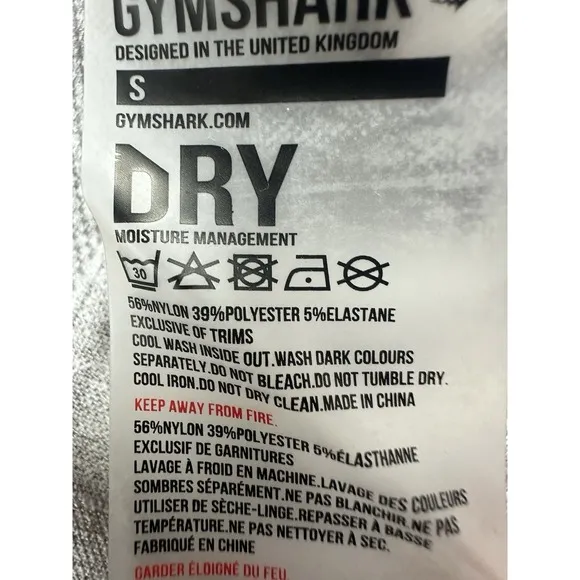 GYMSHARK
DESIGNED IN THE UNITED KINGDOM
S
GYMSHARK.COM
DRY
MOISTURE MANAGEMENT
30
56%NYLON 39%POLYESTER 5%ELASTANE
EXCLUSIVE OF TRIMS
COOL WASH INSIDE OUT.WASH DARK COLOURS
SEPARATELY.DO NOT BLEACH.DO NOT TUMBLE DRY.
COOL IRON.DO NOT DRY CLEAN.MADE IN CHINA
KEEP AWAY FROM FIRE.
56%NYLON 39%POLYESTER 5%ÉLASTHANNE
EXCLUSIF DE GARNITURES
LAVAGE À FROID EN MACHINE.LAVAGE DES COULEURS
SOMBRES SÉPARÉMENT.NE PAS BLANCHIR.NE PAS
UTILISER DE SÈCHE-LINGE.REPASSER À BASSE
TEMPÉRATURE.NE PAS NETTOYER À SEC.
FABRIQUÉ EN CHINE
GARDER ÉLOIGNÉ DU FEU.